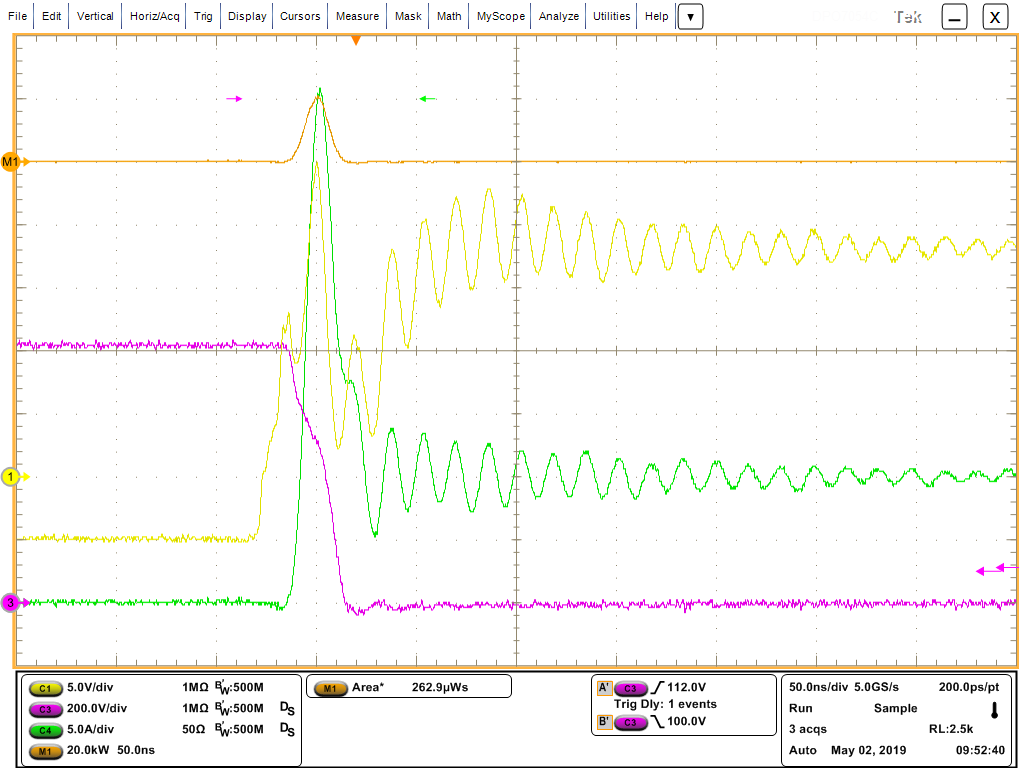 File Edit Vertical Horiz/Acq Trig Display Cursors Measure Mask Math MyScope Analyze Utilities Help ▼ Tek X
M1
1
3
C1 5.0V/div 1MΩ BW:500M
C3 200.0V/div 1MΩ BW:500M DS
C4 5.0A/div 50Ω BW:500M DS
M1 20.0kW 50.0ns
M1 Area* 262.9µWs
A' C3 112.0V
Trig Dly: 1 events
B' C3 100.0V
50.0ns/div 5.0GS/s 200.0ps/pt
Run Sample
3 acqs RL:2.5k
Auto May 02, 2019 09:52:40